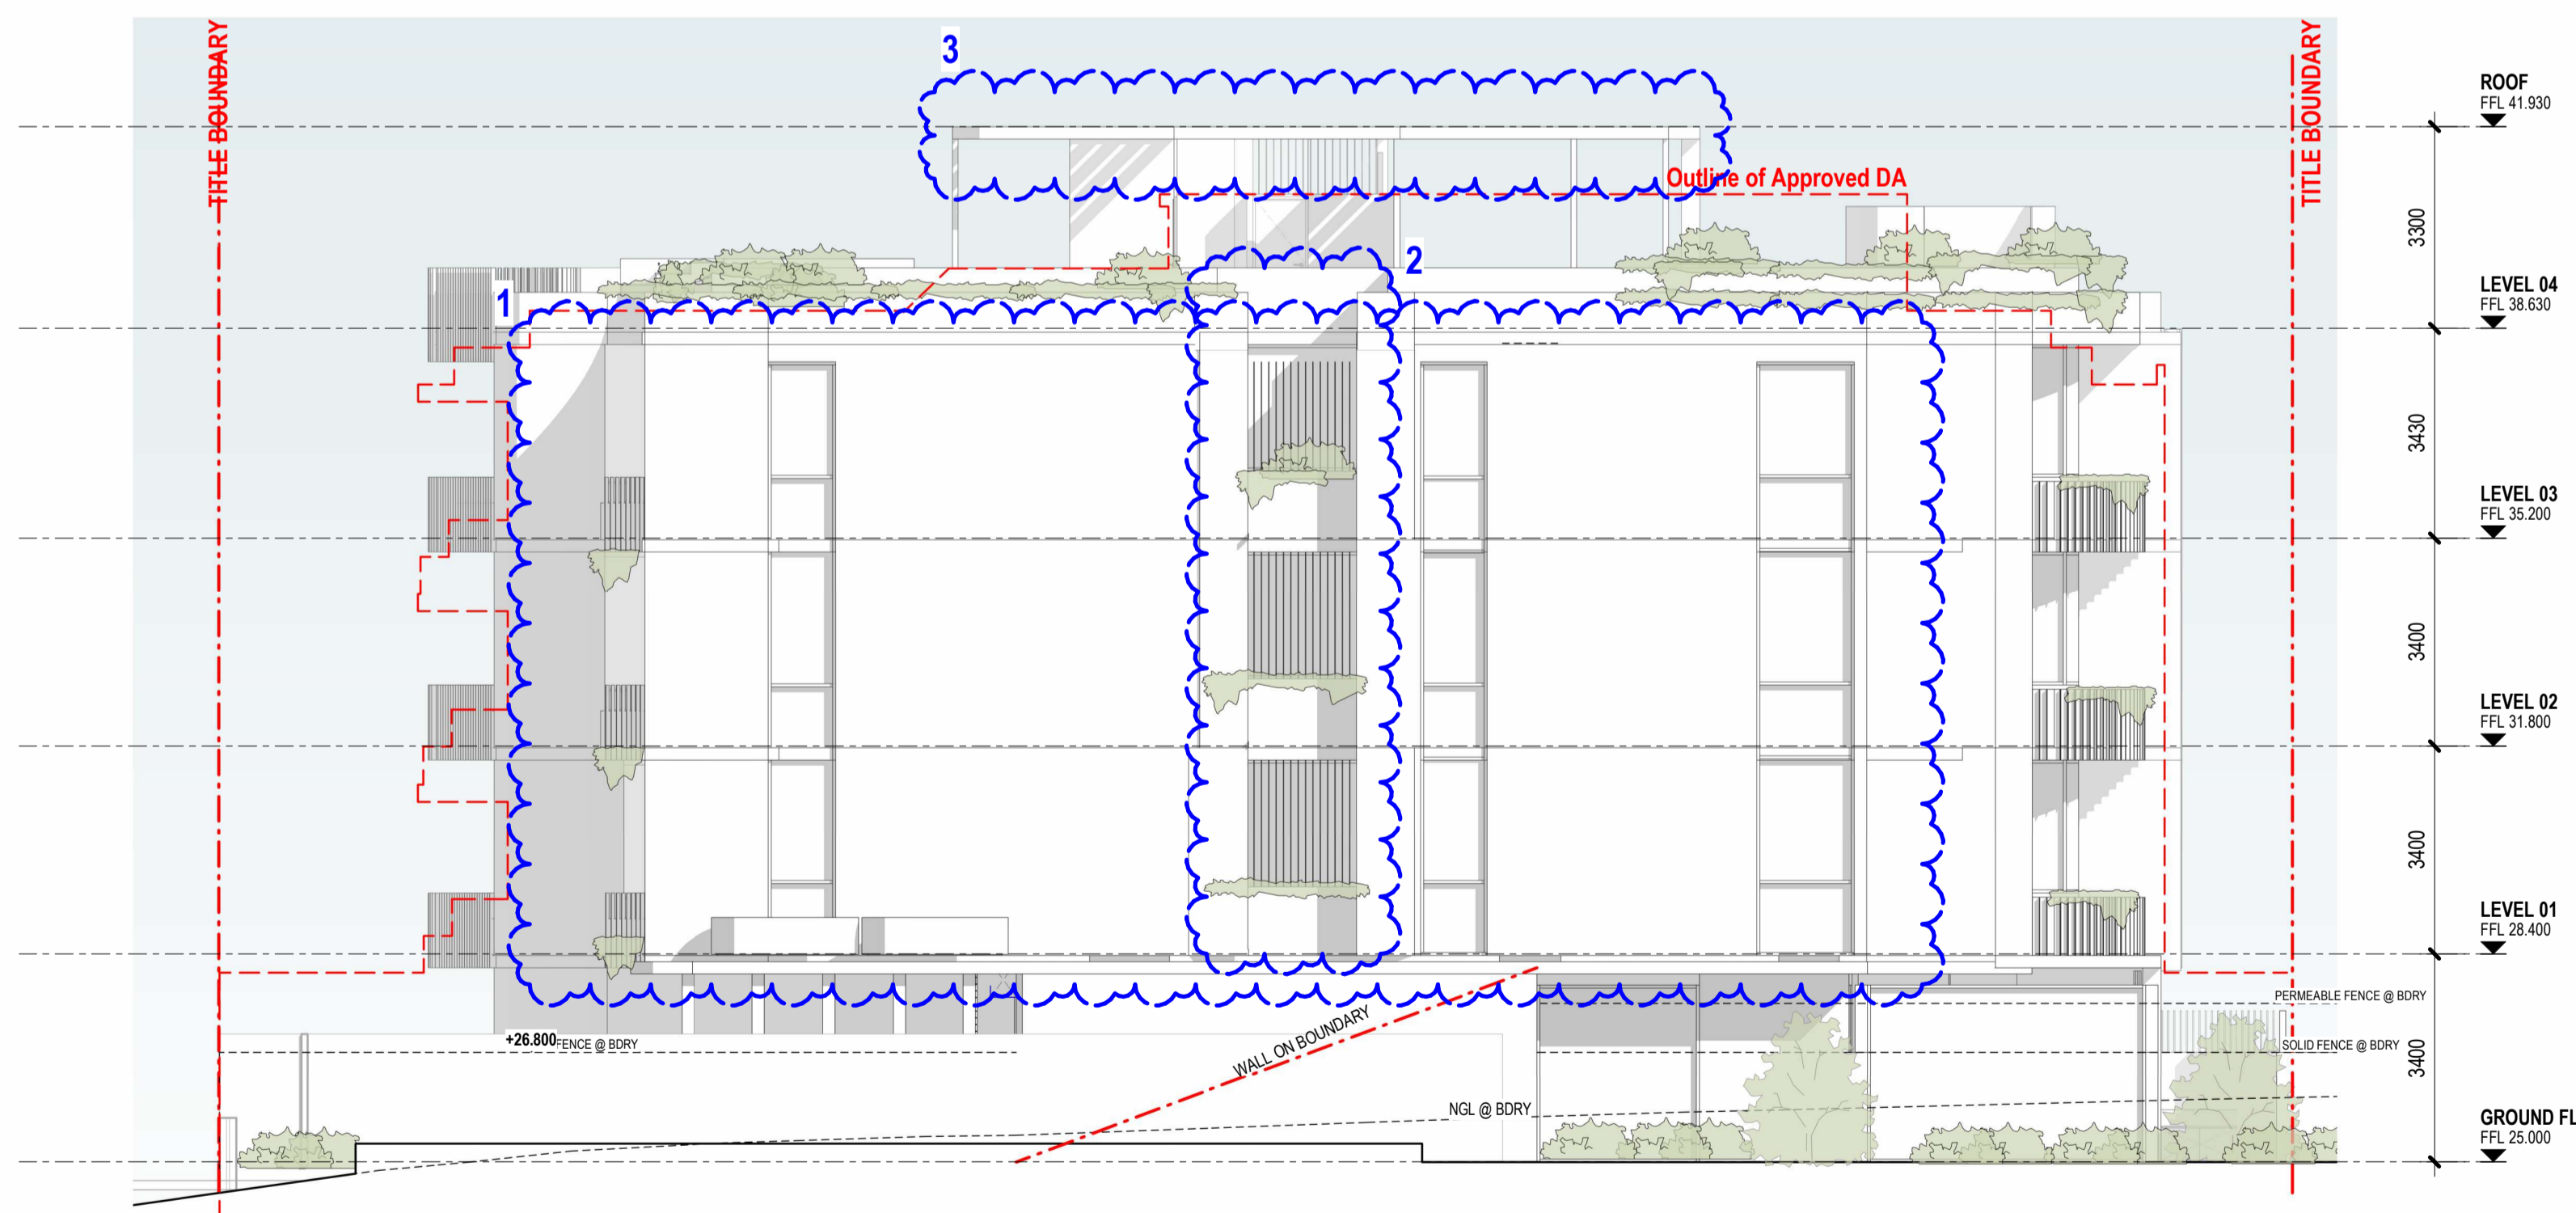 TITLE BOUNDARY
3
TITLE BOUNDARY
ROOF
FFL 41.930
Outline of Approved DA
3300
2
1
LEVEL 04
FFL 38.630
3430
LEVEL 03
FFL 35.200
3400
LEVEL 02
FFL 31.800
3400
LEVEL 01
FFL 28.400
PERMEABLE FENCE @ BDRY
+26.800
FENCE @ BDRY
WALL ON BOUNDARY
SOLID FENCE @ BDRY
3400
NGL @ BDRY
GROUND FL
FFL 25.000